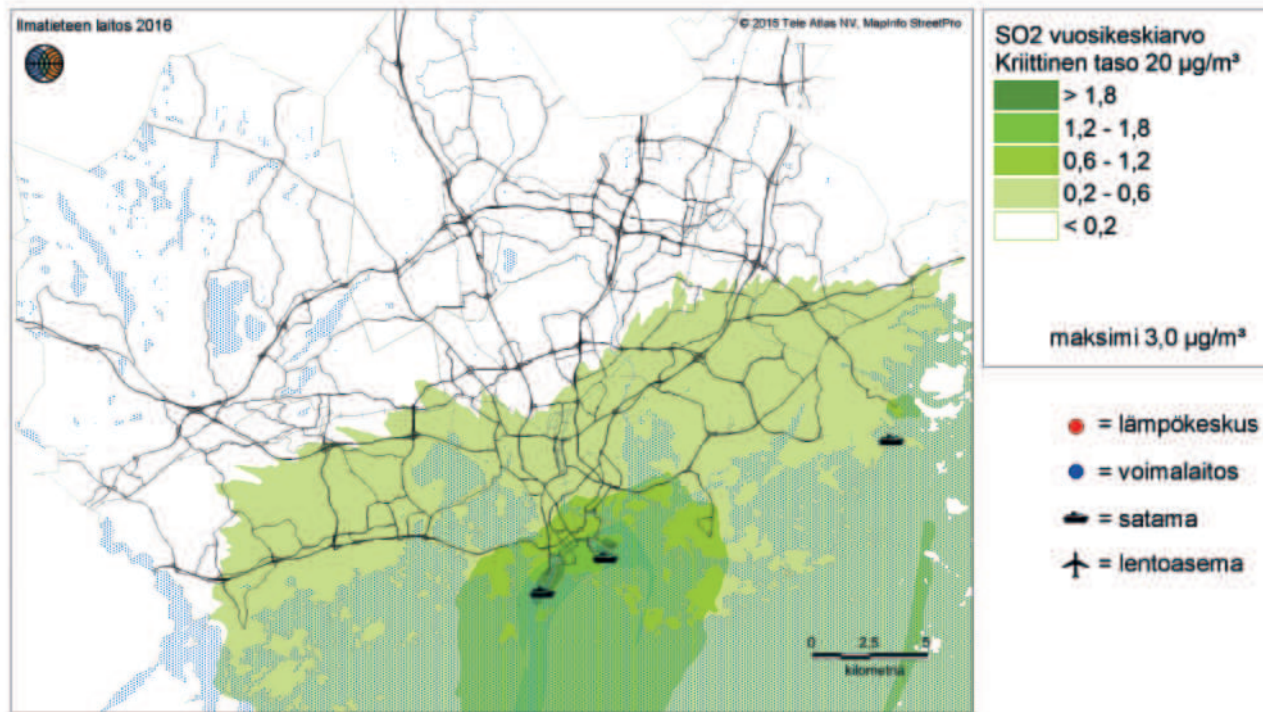 Ilmatieteen laitos 2016
© 2015 Tele Atlas NV, MapInfo StreetPro
SO2 vuosikeskiarvo
Kriittinen taso 20 µg/m³
> 1,8
1,2 - 1,8
0,6 - 1,2
0,2 - 0,6
< 0,2
maksimi 3,0 µg/m³
= lämpökeskus
= voimalaitos
= satama
= lentoasema
0 2,5 5
kilometriä